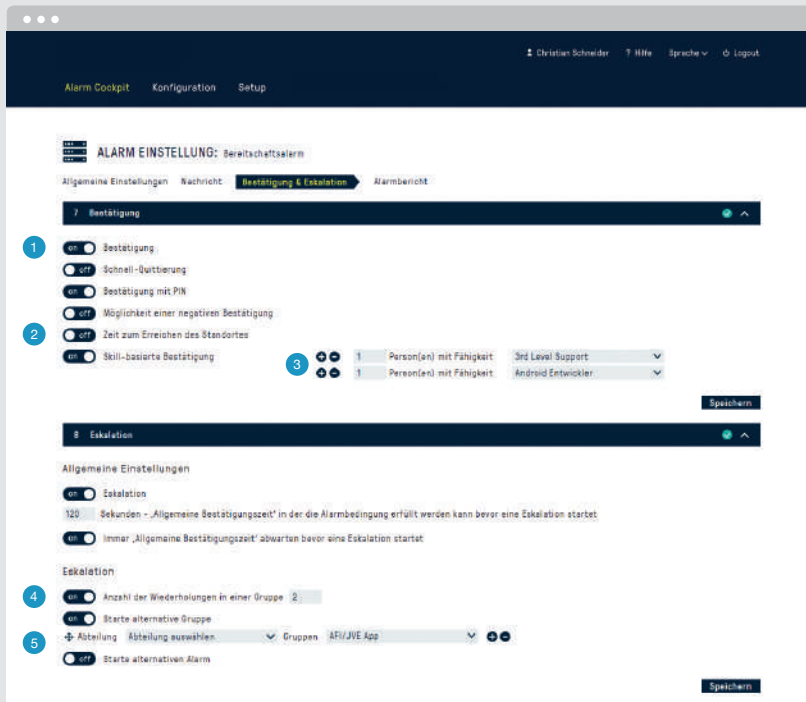 Christian Schneider ? Hilfe Sprache Logout
Alarm Cockpit Konfiguration Setup
ALARM EINSTELLUNG: Bereitschaftsalarm
Allgemeine Einstellungen Nachricht Bestätigung & Eskalation Alarmbericht
7 Bestätigung
1 on Bestätigung
off Schnell-Quittierung
on Bestätigung mit PIN
off Möglichkeit einer negativen Bestätigung
2 off Zeit zum Erreichen des Standortes
on Skill-basierte Bestätigung 3 1 Person(en) mit Fähigkeit 3rd Level Support
1 Person(en) mit Fähigkeit Android Entwickler
Speichern
8 Eskalation
Allgemeine Einstellungen
on Eskalation
120 Sekunden - „Allgemeine Bestätigungszeit' in der die Alarmbedingung erfüllt werden kann bevor eine Eskalation startet
on Immer ‚Allgemeine Bestätigungszeit' abwarten bevor eine Eskalation startet
Eskalation
4 on Anzahl der Wiederholungen in einer Gruppe 2
on Starte alternative Gruppe
5 Abteilung Abteilung auswählen Gruppen AFI/JVE App
off Starte alternativen Alarm
Speichern